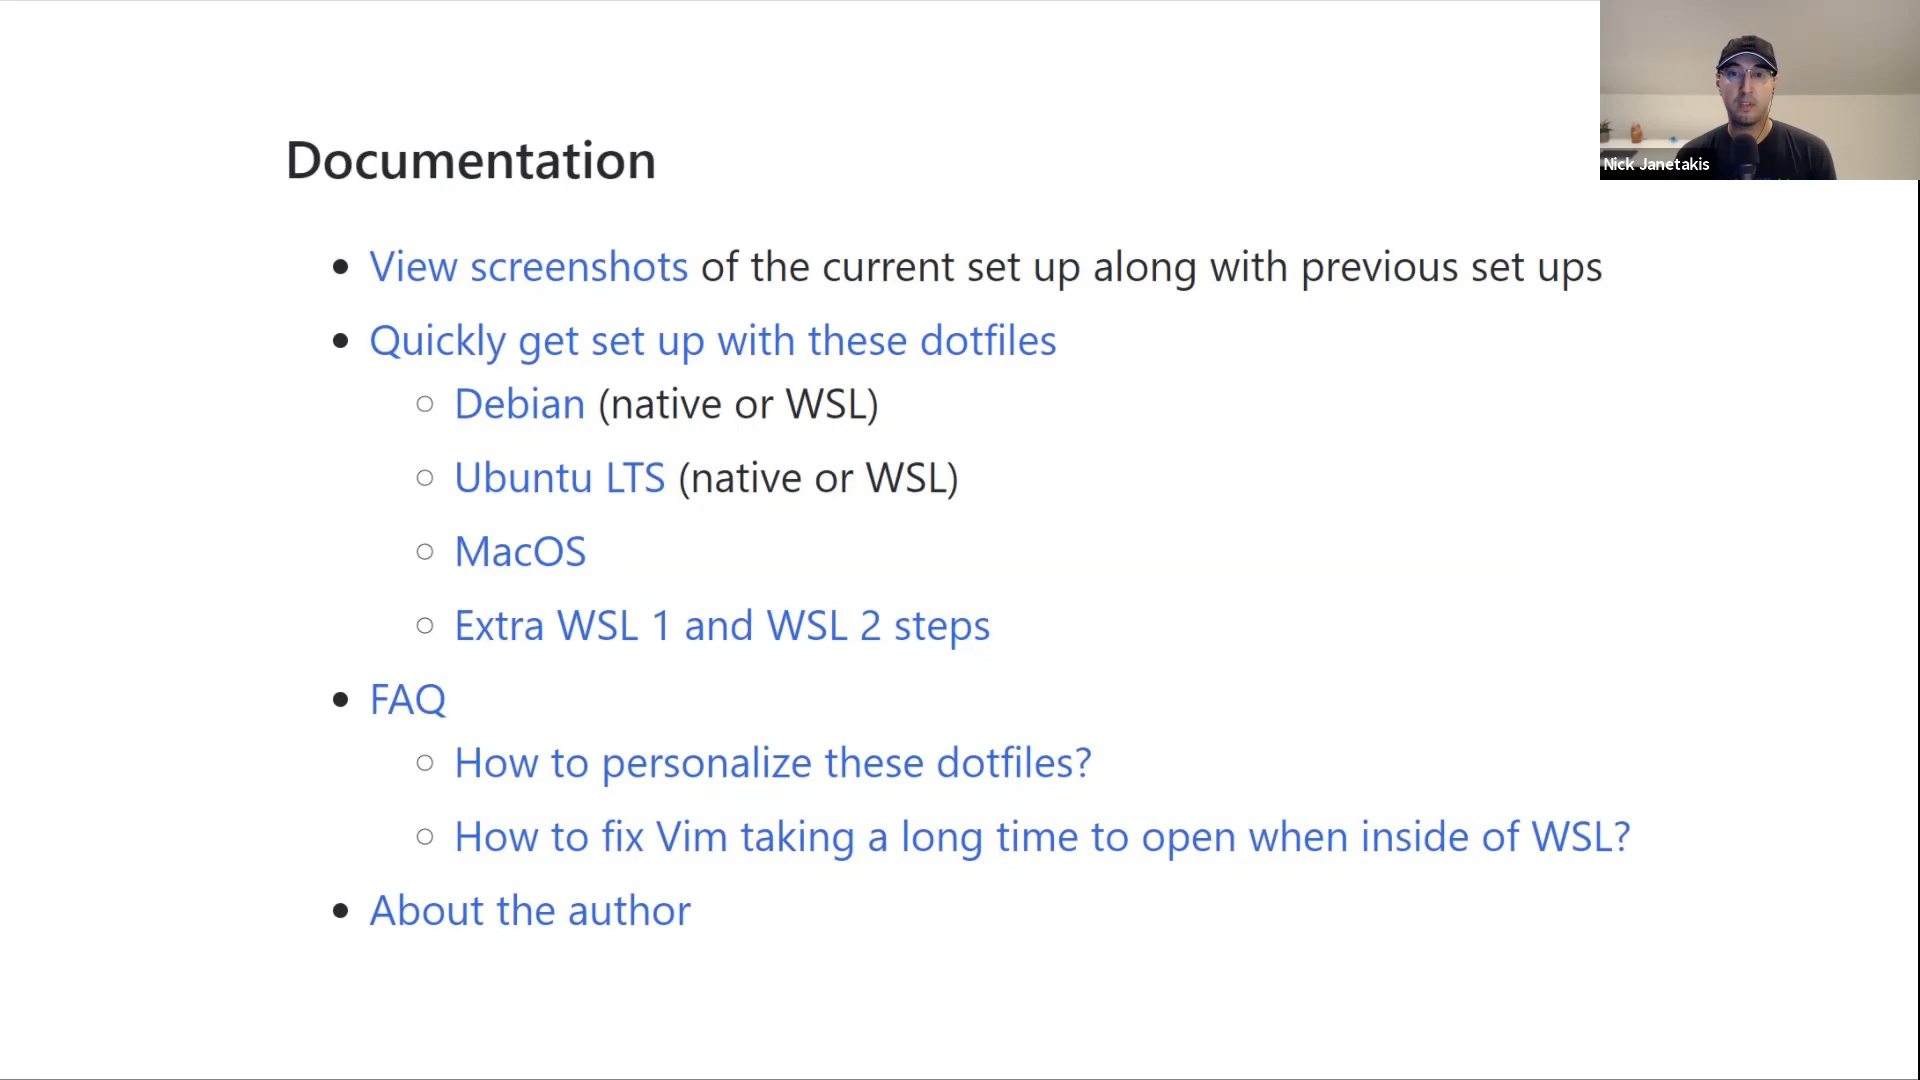 Documentation
View screenshots of the current set up along with previous set ups
Quickly get set up with these dotfiles
Debian (native or WSL)
Ubuntu LTS (native or WSL)
MacOS
Extra WSL 1 and WSL 2 steps
FAQ
How to personalize these dotfiles?
How to fix Vim taking a long time to open when inside of WSL?
About the author
Nick Janetakis